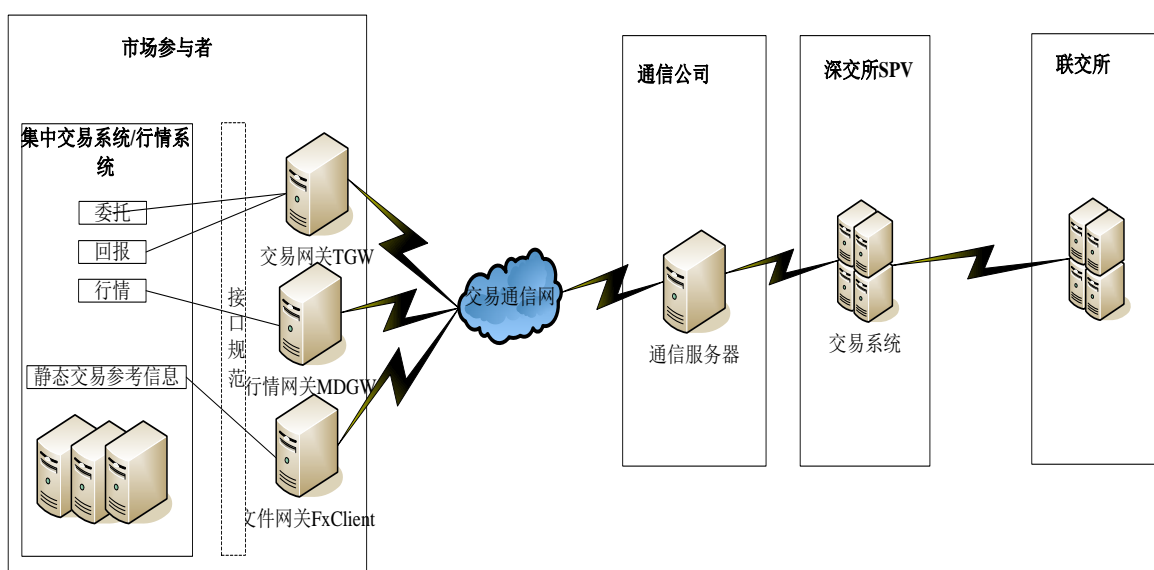 市场参与者
集中交易系统/行情系
统
委托
回报
行情
静态交易参考信息
接
口
规
范
交易网关TGW
行情网关MDGW
文件网关FxClient
交易通信网
通信公司
通信服务器
深交所SPV
交易系统
联交所